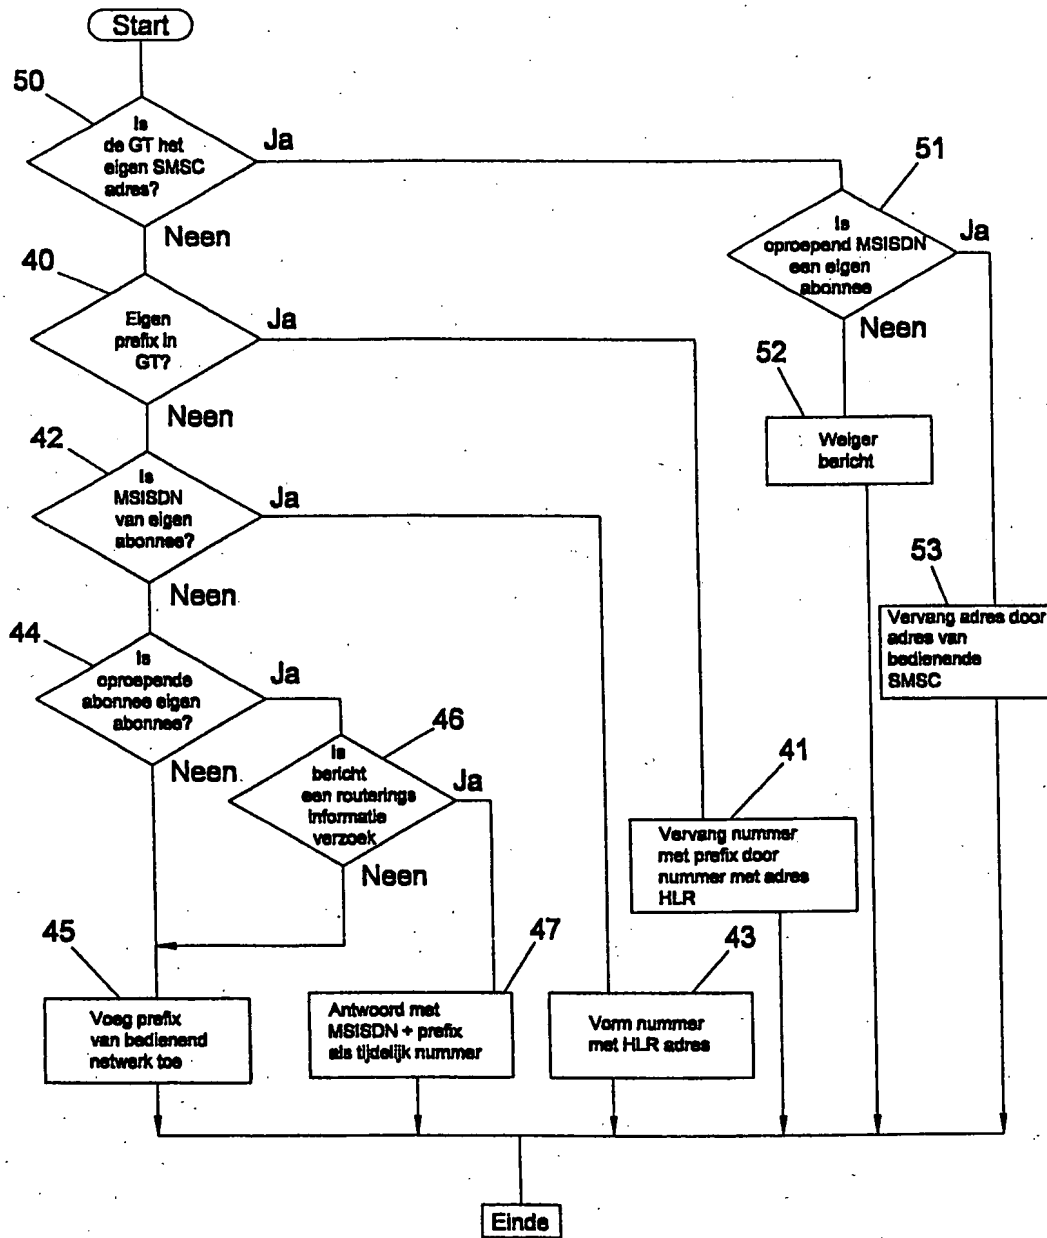 Start
50
Is
de GT het
eigen SMSC
adres?
Ja
Neen
51
Is
oproepend MSISDN
een eigen
abonnee
Ja
Neen
40
Eigen
prefix in
GT?
Ja
Neen
52
Weiger
bericht
42
Is
MSISDN
van eigen
abonnee?
Ja
Neen
53
Vervang adres door
adres van
bedienende
SMSC
44
Is
oproepende
abonnee eigen
abonnee?
Ja
Neen
46
Is
bericht
een routerings
informatie
verzoek
Ja
Neen
41
Vervang nummer
met prefix door
nummer met adres
HLR
45
Voeg prefix
van bedienend
netwerk toe
47
Antwoord met
MSISDN + prefix
als tijdelijk nummer
43
Vorm nummer
met HLR adres
Einde